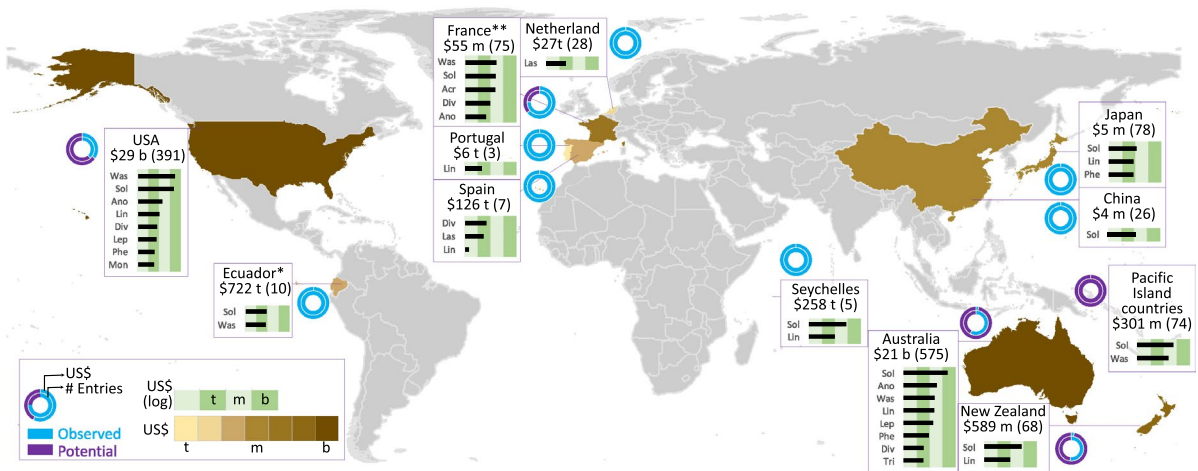 France**
$55 m (75)
Was
Sol
Acr
Div
Ano
Netherland
$27t (28)
Las
USA
$29 b (391)
Was
Sol
Ano
Lin
Div
Lep
Phe
Mon
Portugal
$6 t (3)
Lin
Spain
$126 t (7)
Div
Las
Lin
Japan
$5 m (78)
Sol
Lin
Phe
China
$4 m (26)
Sol
Ecuador*
$722 t (10)
Sol
Was
Seychelles
$258 t (5)
Sol
Lin
Pacific
Island
countries
$301 m (74)
Sol
Was
Australia
$21 b (575)
Sol
Ano
Was
Lin
Lep
Phe
Div
Tri
New Zealand
$589 m (68)
Sol
Lin
US$
# Entries
Observed
Potential
US$
(log)
t m b
US$
t m b